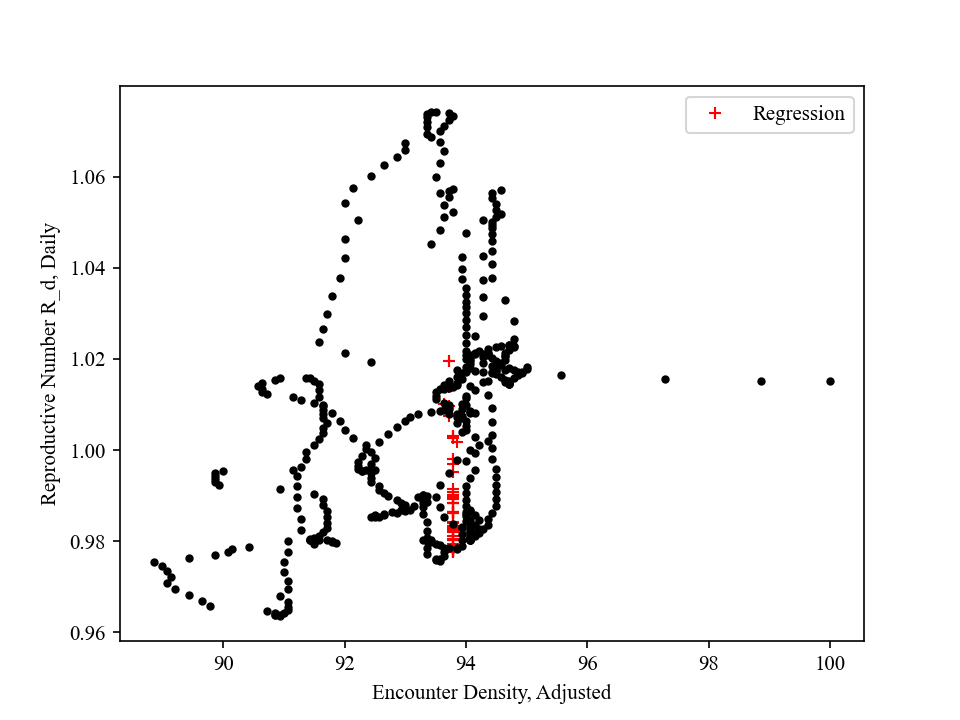 Regression
1.06
1.04
1.02
1.00
0.98
0.96
Reproductive Number R_d, Daily
90 92 94 96 98 100
Encounter Density, Adjusted